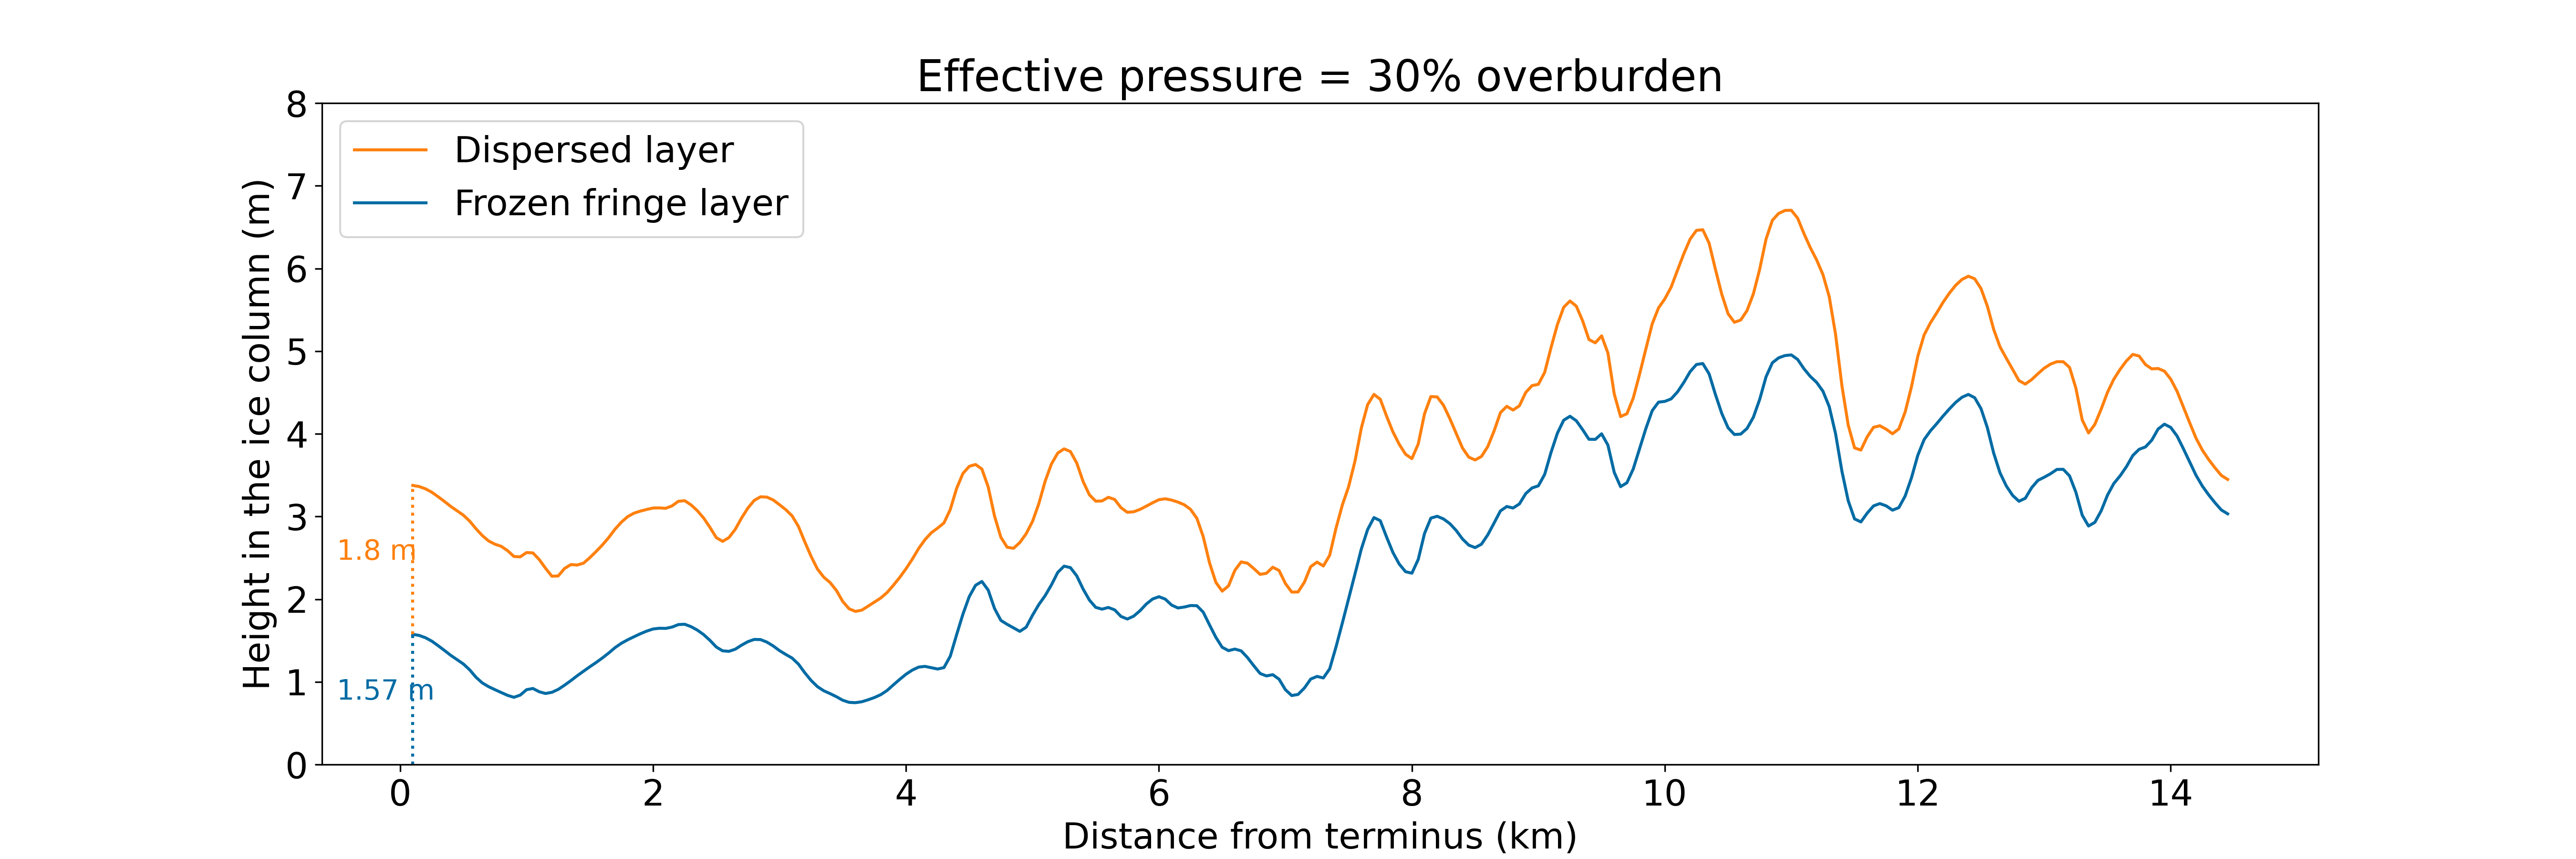 Effective pressure = 30% overburden
Dispersed layer
Frozen fringe layer
Height in the ice column (m)
8
7
6
5
4
3
2
1
0
1.8 m
1.57 m
0 2 4 6 8 10 12 14
Distance from terminus (km)